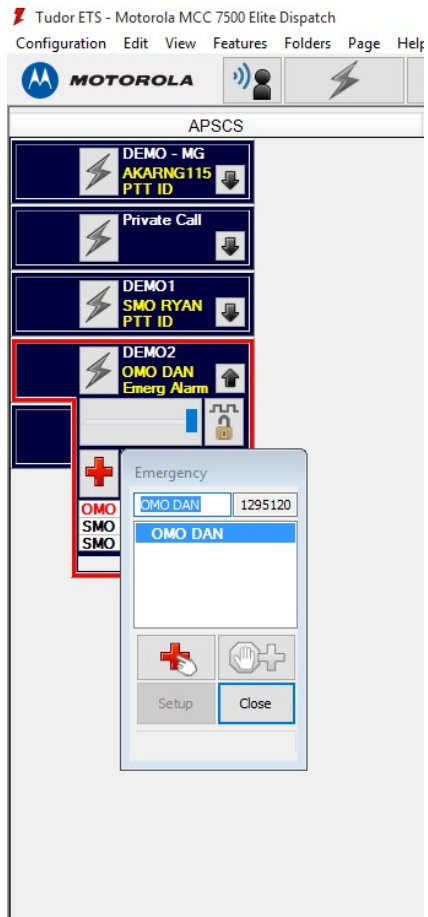 Tudor ETS - Motorola MCC 7500 Elite Dispatch
Configuration Edit View Features Folders Page Help
MOTOROLA
APSCS
DEMO - MG
AKARNG115
PTT ID
Private Call
DEMO1
SMO RYAN
PTT ID
DEMO2
OMO DAN
Emerg Alarm
OMO
SMO
SMO
Emergency
OMO DAN 1295120
OMO DAN
Setup Close